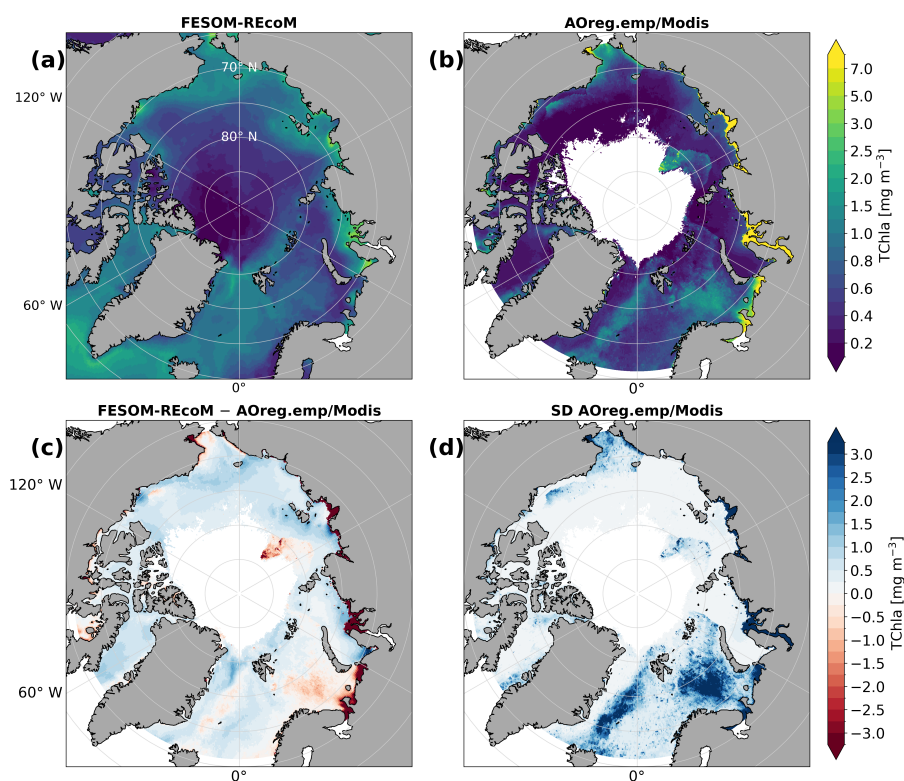 FESOM-REcoM
AOreg.emp/Modis
(a)
(b)
70° N
80° N
120° W
60° W
0°
0°
7.0
5.0
3.0
2.0
1.5
1.0
0.8
0.6
0.4
0.2
TChla [mg m⁻³]
FESOM-REcoM − AOreg.emp/Modis
SD AOreg.emp/Modis
(c)
(d)
120° W
60° W
0°
0°
3.0
2.5
2.0
1.5
1.0
0.5
0.0
−0.5
−1.0
−1.5
−2.0
−2.5
−3.0
TChla [mg m⁻³]